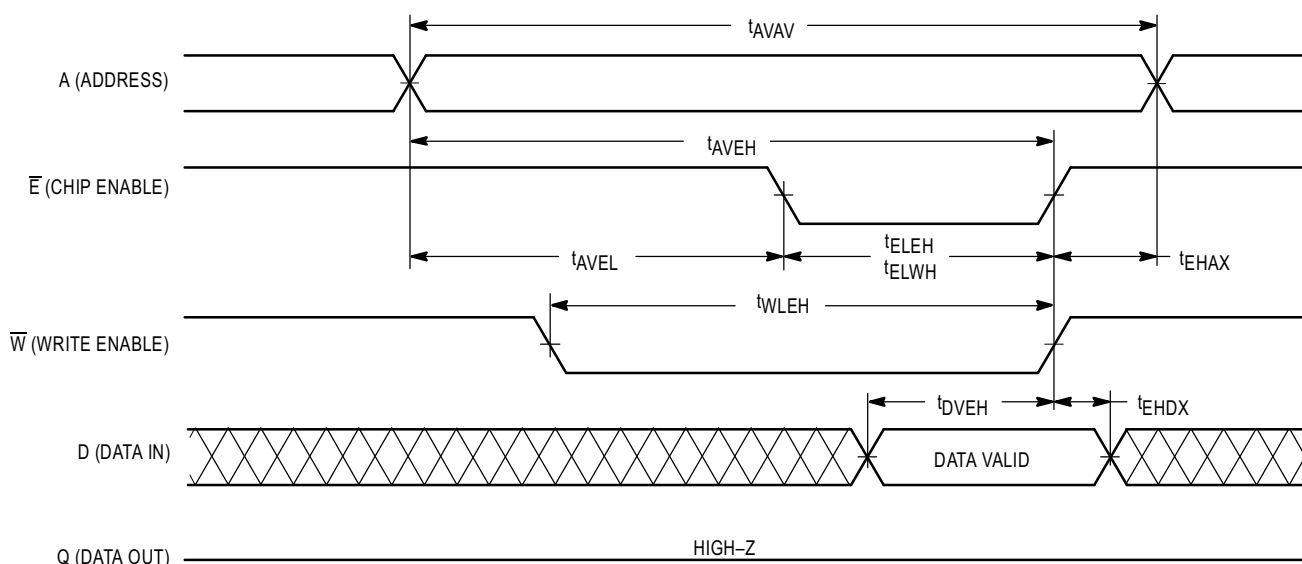 tAVAV
A (ADDRESS)
tAVEH
E̅ (CHIP ENABLE)
tAVEL
tELEH
tELWH
tEHAX
tWLEH
W̅ (WRITE ENABLE)
tDVEH
tEHDX
D (DATA IN)
DATA VALID
HIGH–Z
Q (DATA OUT)